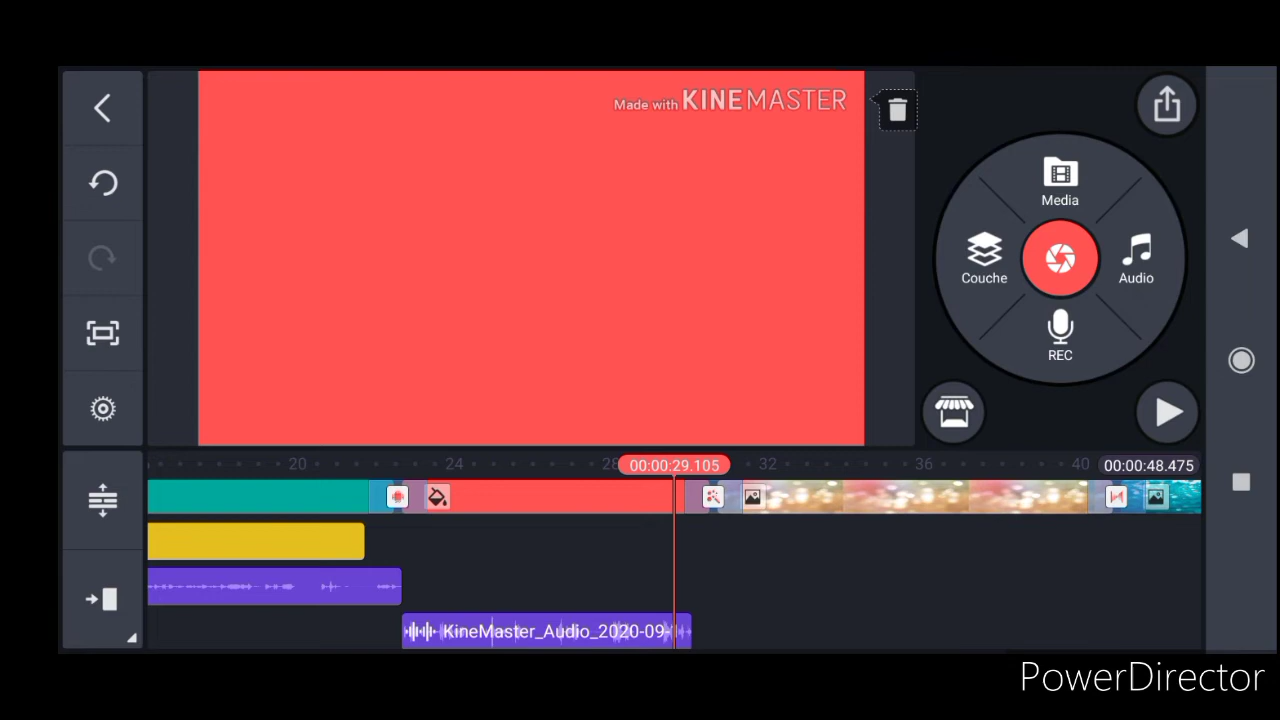 Made with KINEMASTER
Media
Couche
Audio
REC
20
24
28
00:00:29.105
32
36
40
00:00:48.475
KineMaster_Audio_2020-09-
PowerDirector